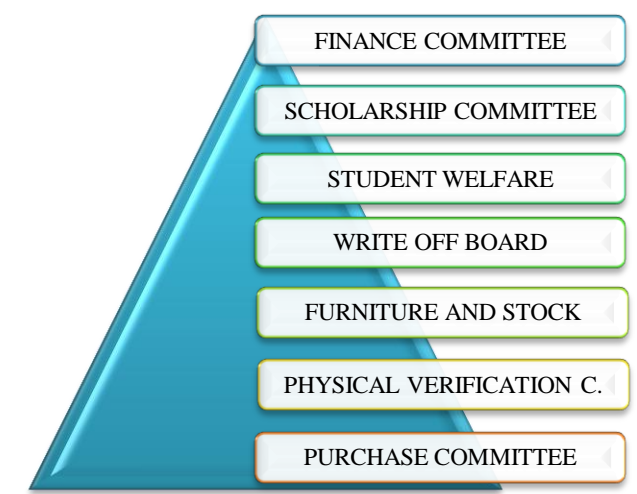 FINANCE COMMITTEE
SCHOLARSHIP COMMITTEE
STUDENT WELFARE
WRITE OFF BOARD
FURNITURE AND STOCK
PHYSICAL VERIFICATION C.
PURCHASE COMMITTEE